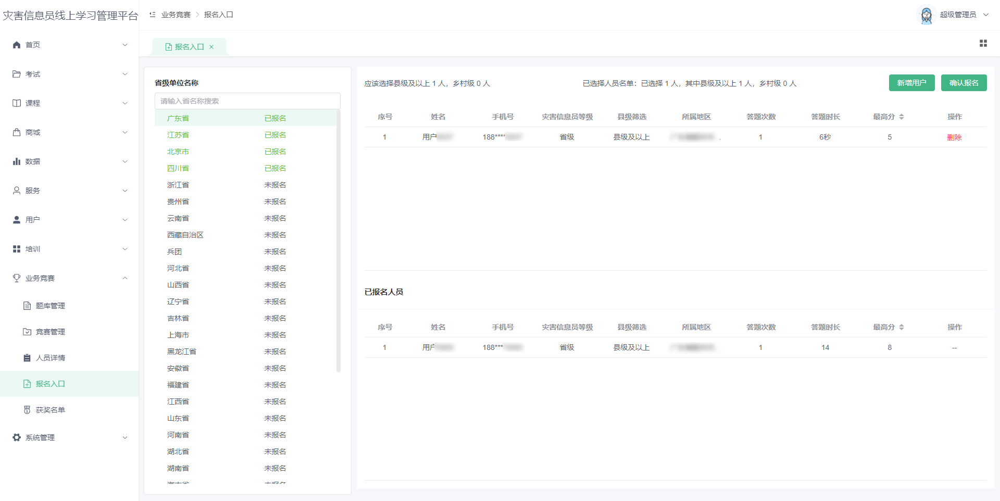 灾害信息员线上学习管理平台
业务竞赛 > 报名入口
超级管理员
首页
考试
课程
商城
数据
服务
用户
培训
业务竞赛
题库管理
竞赛管理
人员详情
报名入口
获奖名单
系统管理
报名入口 ×
省级单位名称
请输入省名称搜索
广东省 已报名
江苏省 已报名
北京市 已报名
四川省 已报名
浙江省 未报名
贵州省 未报名
云南省 未报名
西藏自治区 未报名
兵团 未报名
河北省 未报名
山西省 未报名
辽宁省 未报名
吉林省 未报名
上海市 未报名
黑龙江省 未报名
安徽省 未报名
福建省 未报名
江西省 未报名
山东省 未报名
河南省 未报名
湖北省 未报名
湖南省 未报名
应该选择县级及以上 1 人，乡村级 0 人
已选择人员名单：已选择 1 人，其中县级及以上 1 人，乡村级 0 人
新增用户 确认报名
序号 姓名 手机号 灾害信息员等级 县级筛选 所属地区 答题次数 答题时长 最高分 操作
1 用户 188**** 省级 县级及以上 1 6秒 5 删除
已报名人员
序号 姓名 手机号 灾害信息员等级 县级筛选 所属地区 答题次数 答题时长 最高分 操作
1 用户 188*** 省级 县级及以上 1 14 8 --